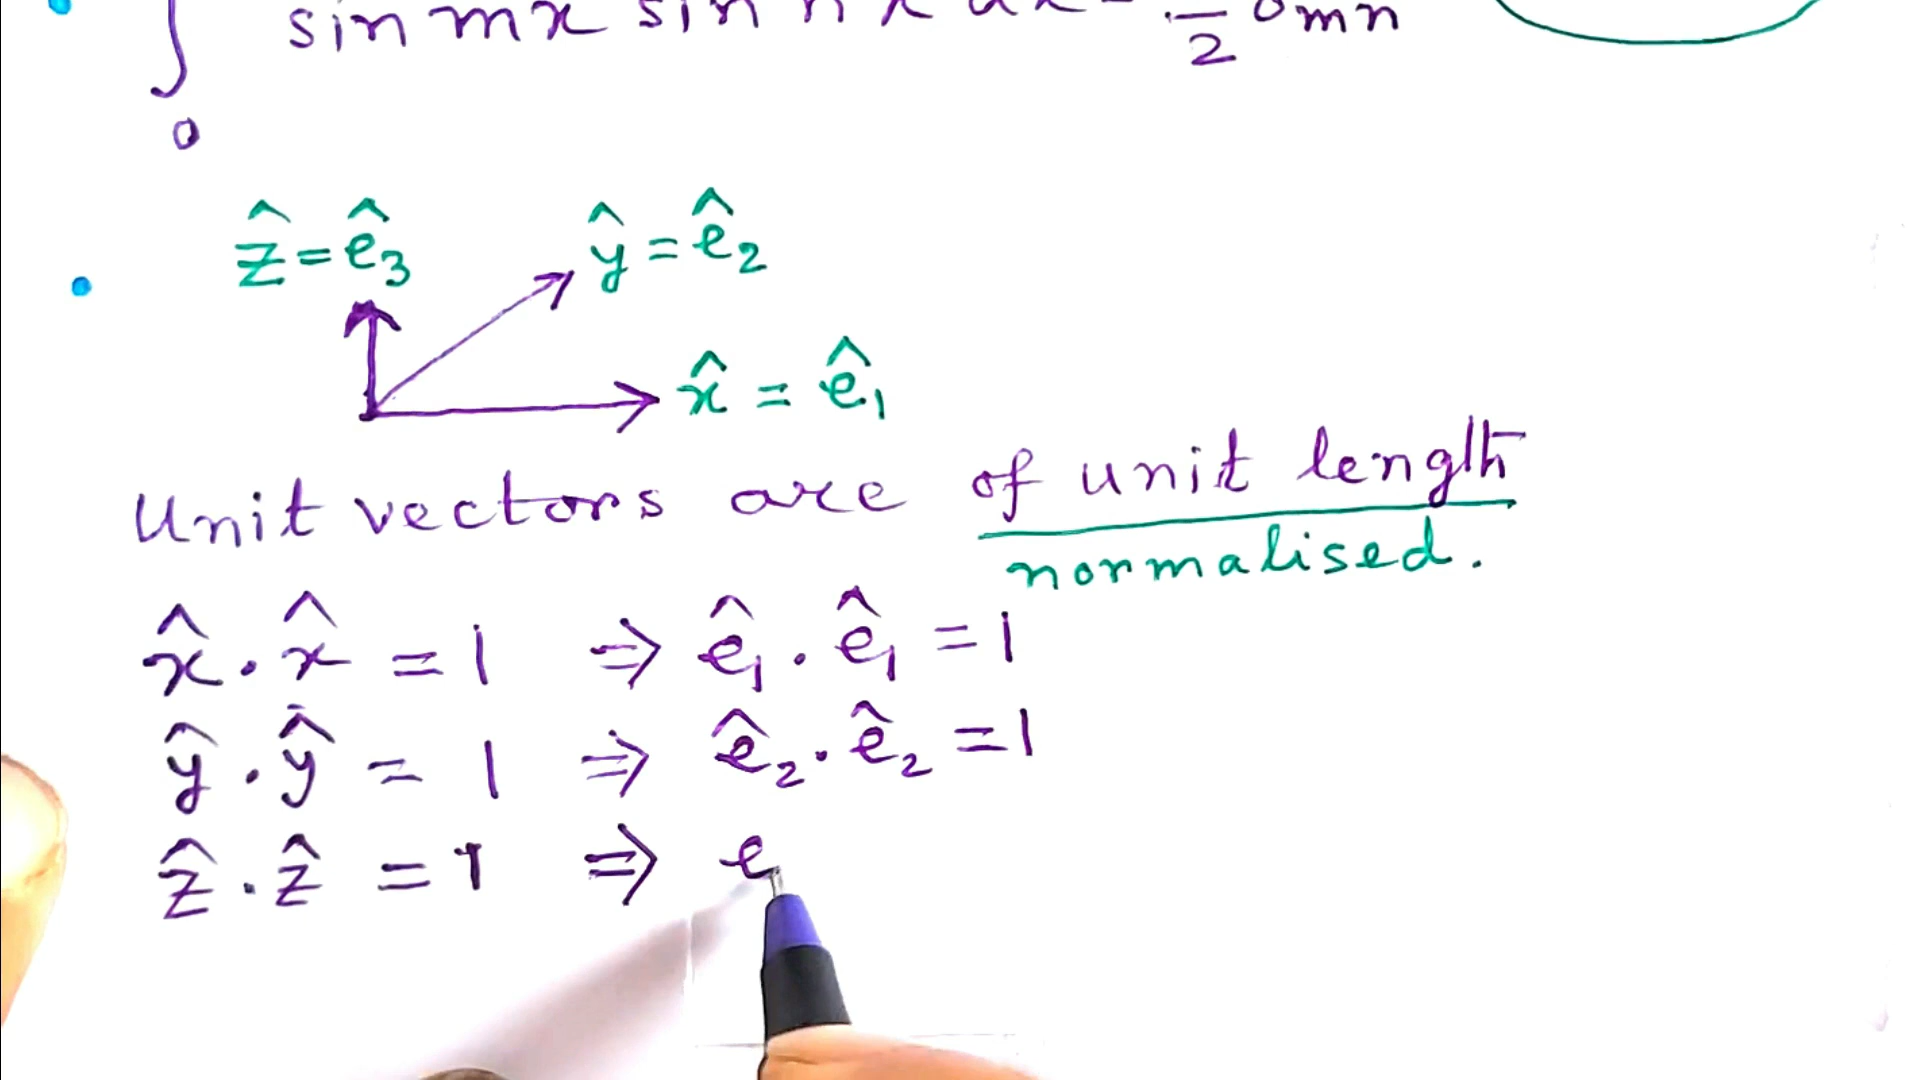 ∫₀ sin mx sin nx dx = –/2 δmn
ẑ = ê₃
ŷ = ê₂
x̂ = ê₁
Unit vectors are of unit length
normalised.
x̂ . x̂ = 1 ⇒ ê₁ . ê₁ = 1
ŷ . ŷ = 1 ⇒ ê₂ . ê₂ = 1
ẑ . ẑ = 1 ⇒ e